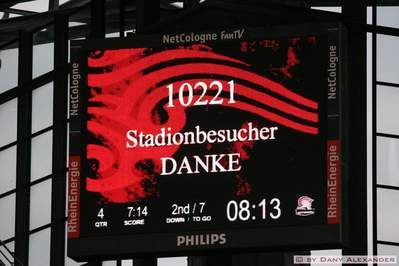 NetCologne FanTV
NetCologne
NetCologne
10221
Stadionbesucher
DANKE
RheinEnergie
RheinEnergie
4 7:14 2nd / 7 08:13
QTR SCORE DOWN / TO GO
PHILIPS
© BY DANY ALEXANDER